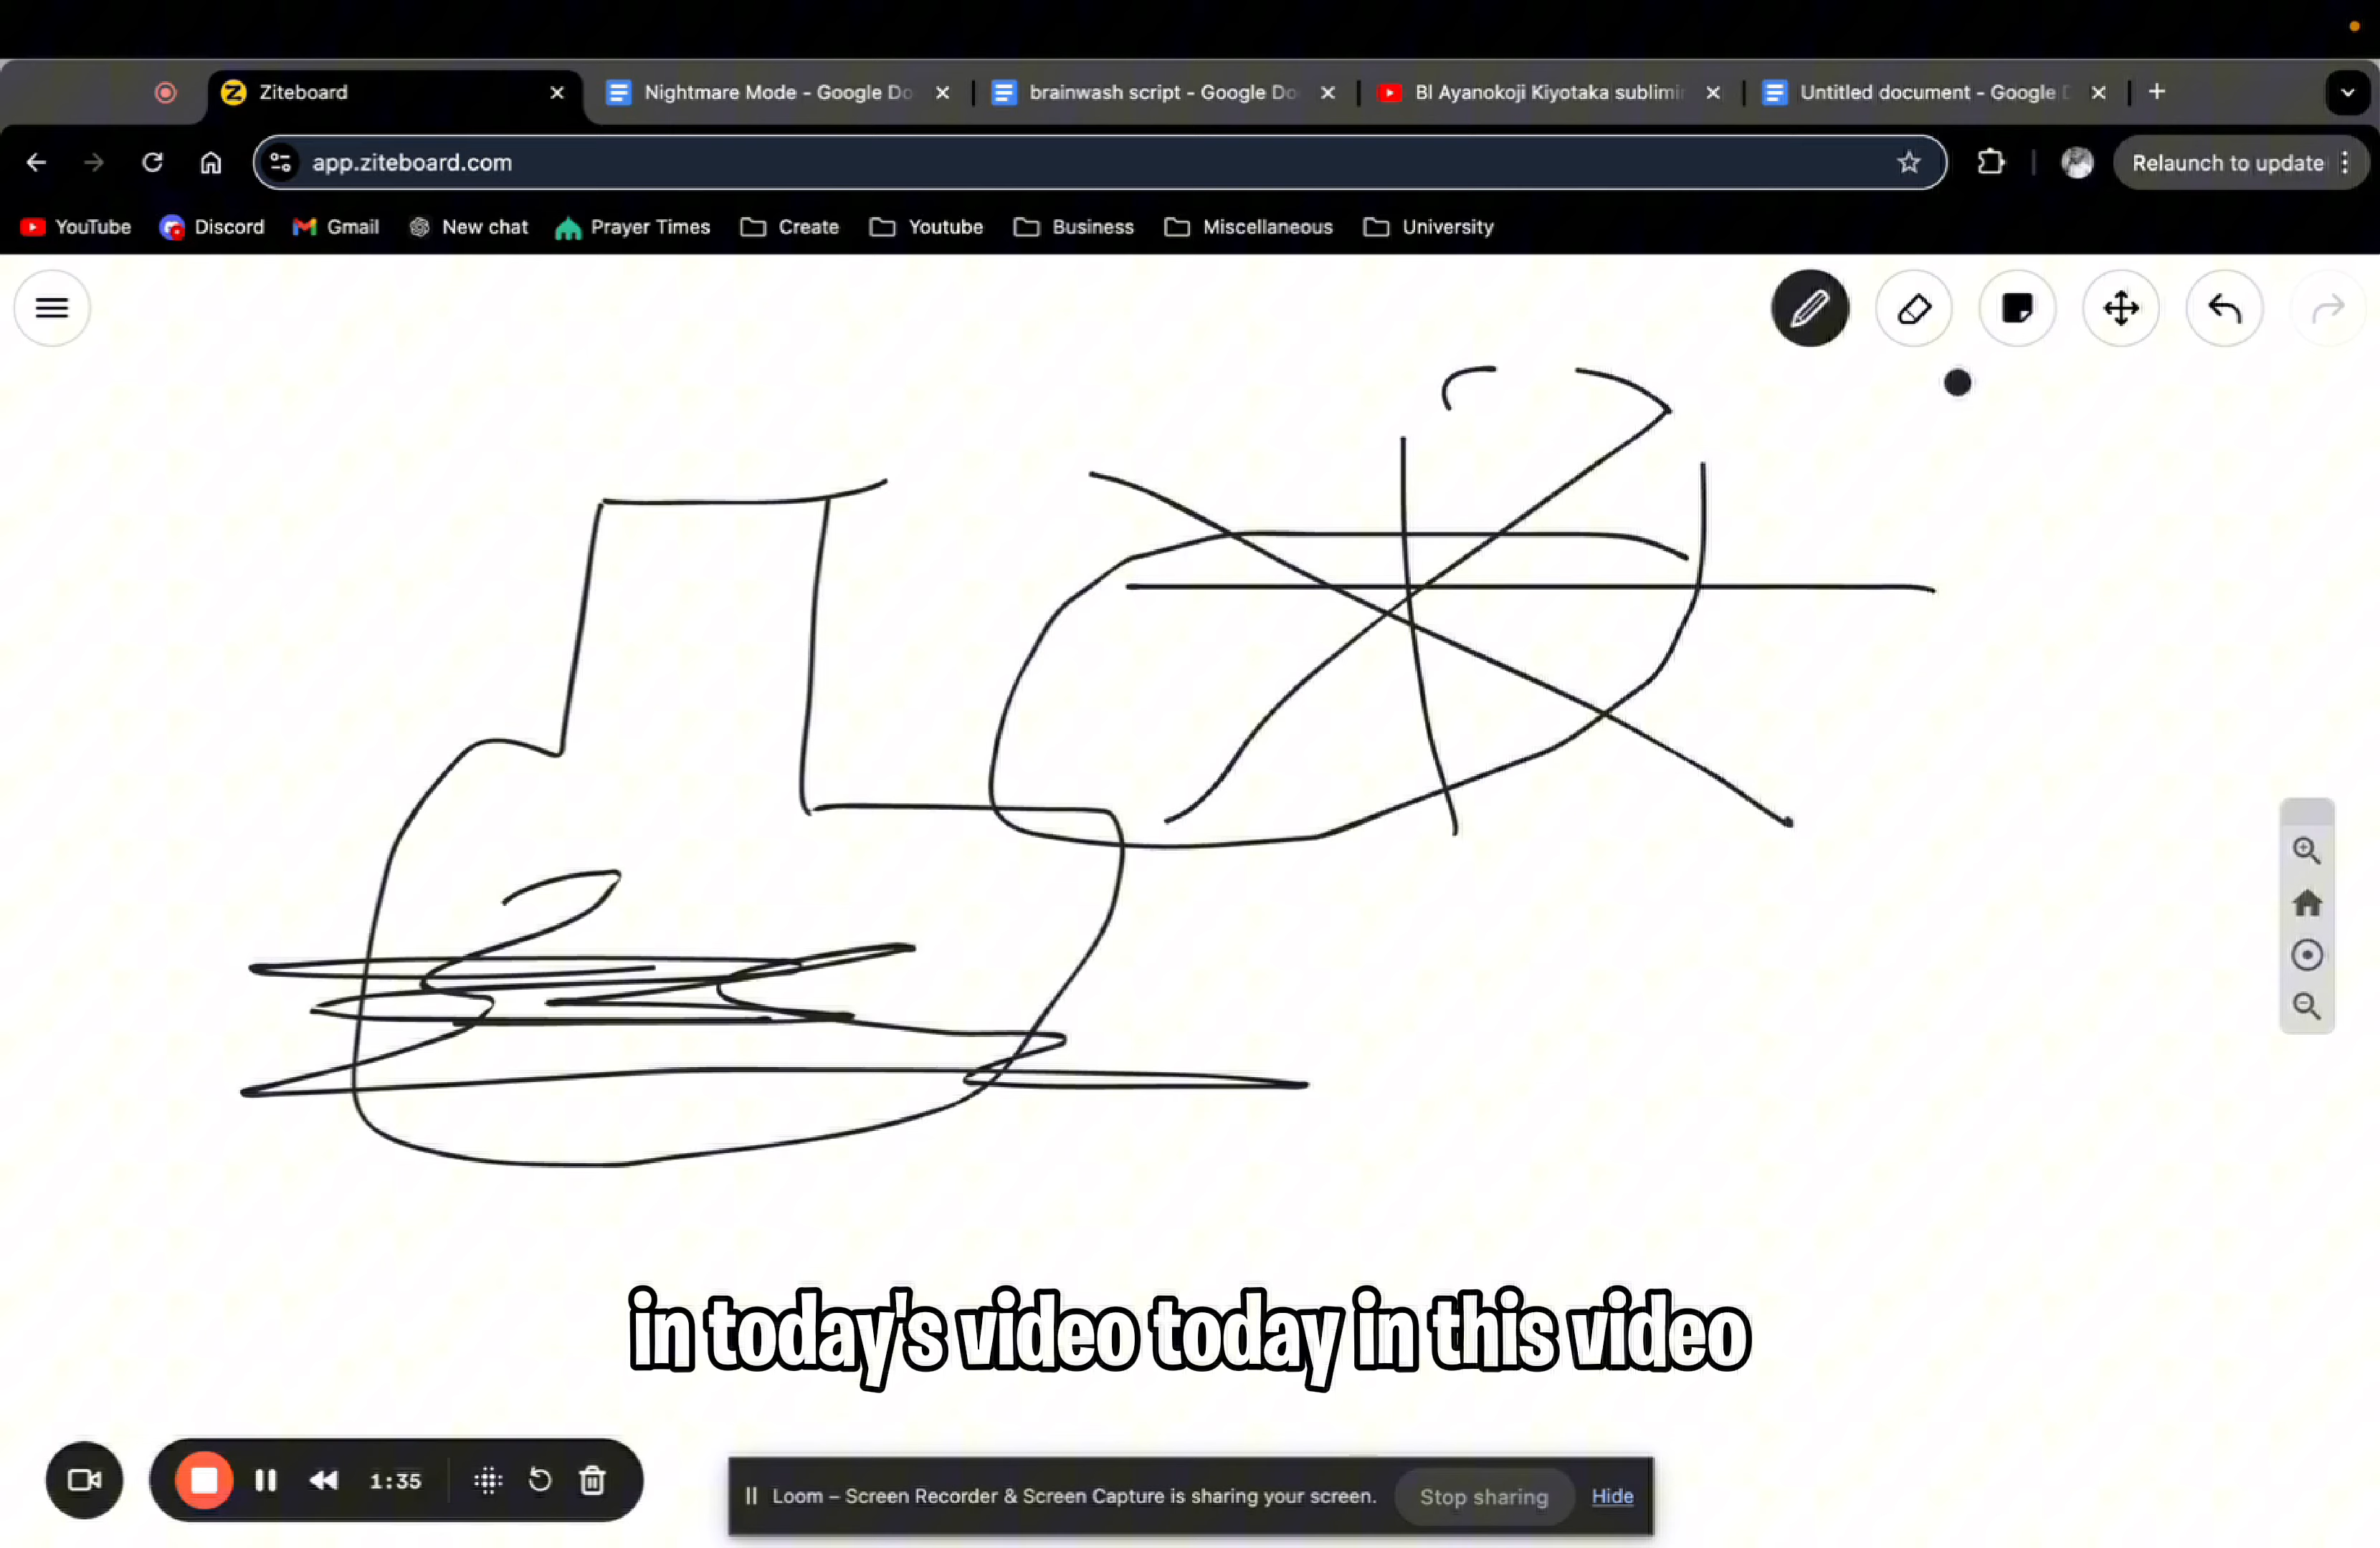 Ziteboard
Nightmare Mode - Google Do
brainwash script - Google Do
Bl Ayanokoji Kiyotaka sublimi
Untitled document - Google D
app.ziteboard.com
Relaunch to update
YouTube
Discord
Gmail
New chat
Prayer Times
Create
Youtube
Business
Miscellaneous
University
in today's video today in this video
1:35
Loom – Screen Recorder & Screen Capture is sharing your screen.
Stop sharing
Hide